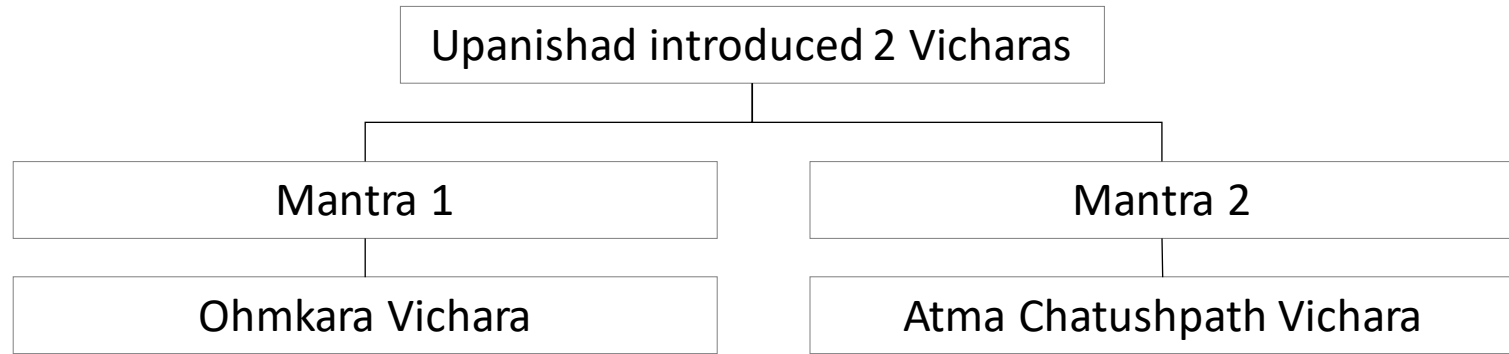 Upanishad introduced 2 Vicharas
Mantra 1
Mantra 2
Ohmkara Vichara
Atma Chatushpath Vichara